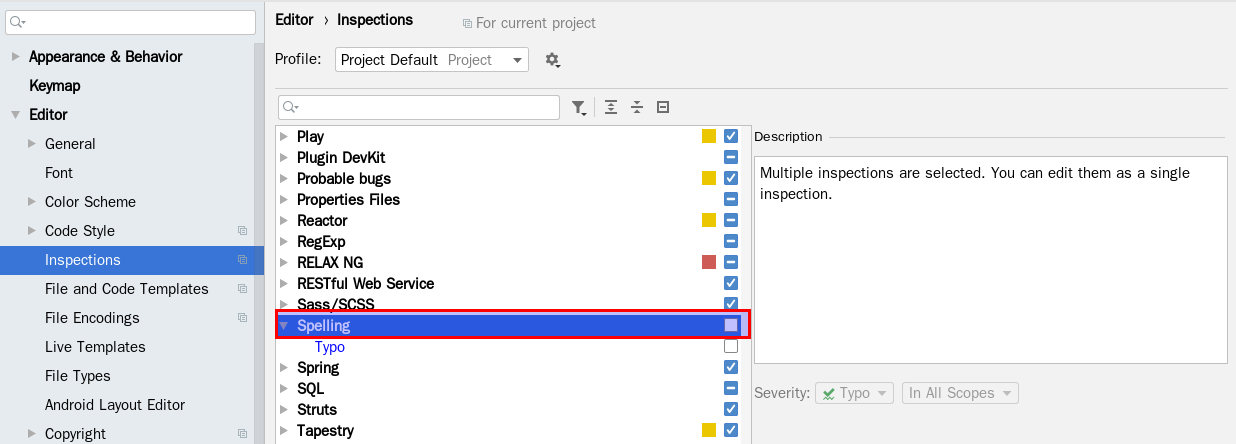 Appearance & Behavior
Keymap
Editor
General
Font
Color Scheme
Code Style
Inspections
File and Code Templates
File Encodings
Live Templates
File Types
Android Layout Editor
Copyright
Editor › Inspections For current project
Profile: Project Default Project
Play
Plugin DevKit
Probable bugs
Properties Files
Reactor
RegExp
RELAX NG
RESTful Web Service
Sass/SCSS
Spelling
Typo
Spring
SQL
Struts
Tapestry
Description
Multiple inspections are selected. You can edit them as a single
inspection.
Severity: Typo In All Scopes